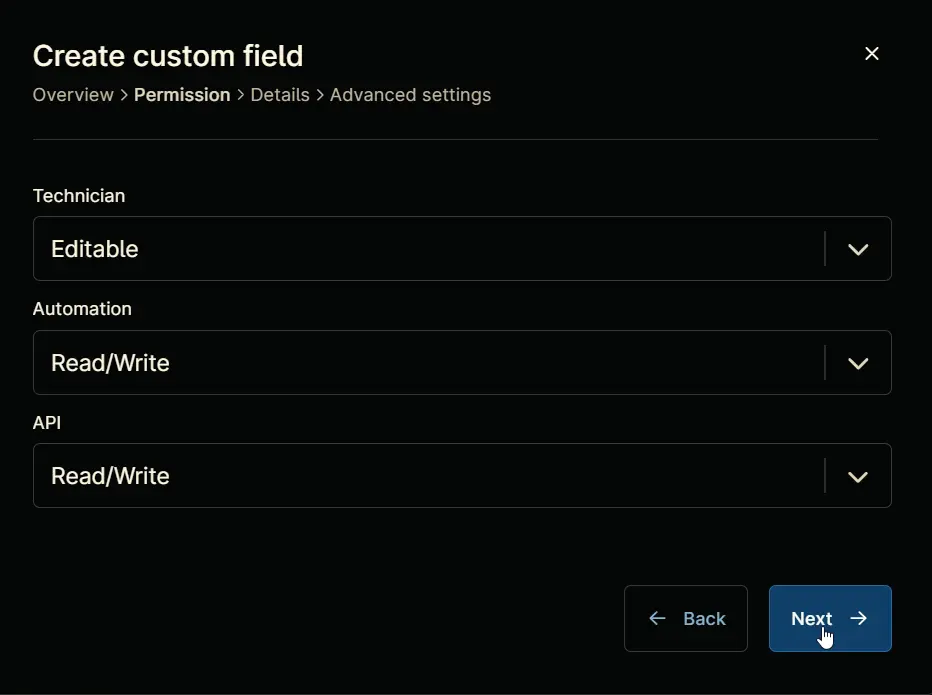 Create custom field
Overview > Permission > Details > Advanced settings
Technician
Editable
Automation
Read/Write
API
Read/Write
Back
Next